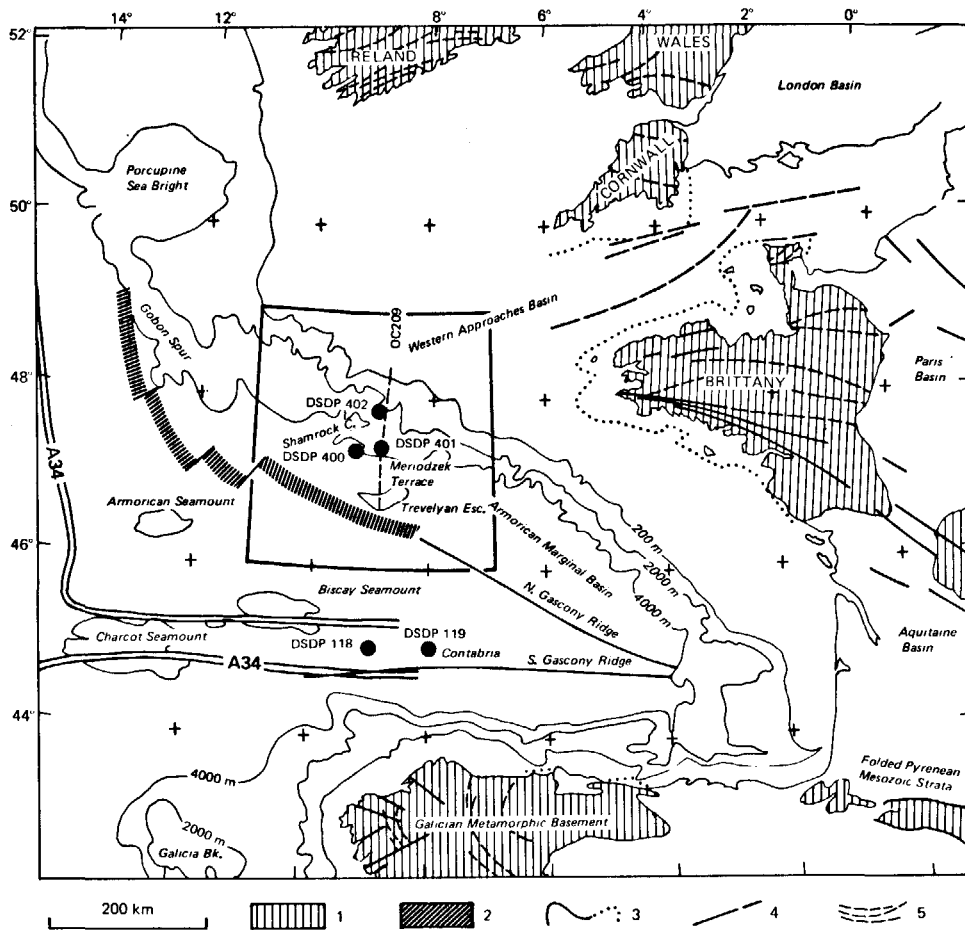 14° 12° 10° 8° 6° 4° 2° 0°
52°
IRELAND
WALES
London Basin
Porcupine
Sea Bright
CORNWALL
50°
Gobon Spur
OC209
Western Approaches Basin
48°
DSDP 402
BRITTANY
Paris
Basin
Shamrock C.
DSDP 401
DSDP 400
Meriodzek
Terrace
A34
Armorican Seamount
Trevelyan Esc.
Armorican Marginal Basin
200 m
2000 m
4000 m
46°
N. Gascony Ridge
Biscay Seamount
Charcot Seamount
DSDP 118
DSDP 119
Contabria
Aquitaine
Basin
A34
S. Gascony Ridge
44°
4000 m
Folded Pyrenean
Mesozoic Strata
2000 m
Galicia Bk.
Galician Metamorphic Basement
200 km
1 2 3 4 5